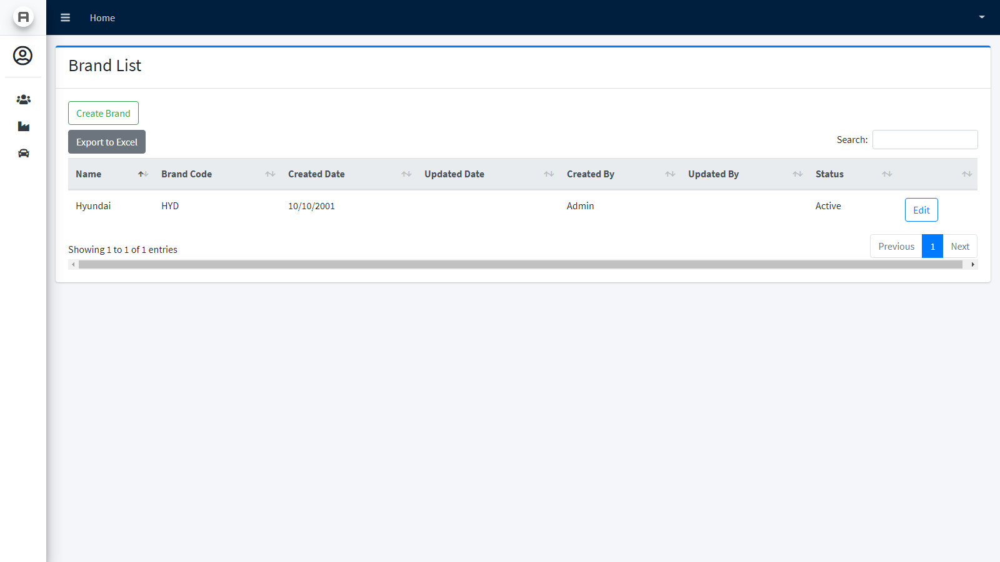 Home
Brand List
Create Brand
Export to Excel
Search:
Name Brand Code Created Date Updated Date Created By Updated By Status
Hyundai HYD 10/10/2001 Admin Active Edit
Showing 1 to 1 of 1 entries
Previous 1 Next